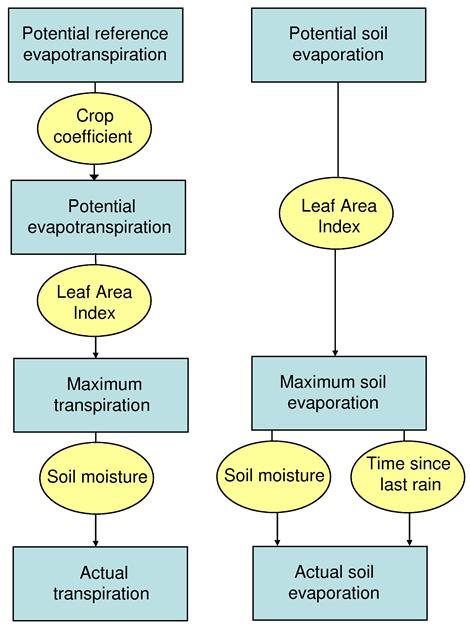 Potential reference
evapotranspiration
Crop
coefficient
Potential
evapotranspiration
Leaf Area
Index
Maximum
transpiration
Soil moisture
Actual
transpiration
Potential soil
evaporation
Leaf Area
Index
Maximum soil
evaporation
Soil moisture
Time since
last rain
Actual soil
evaporation